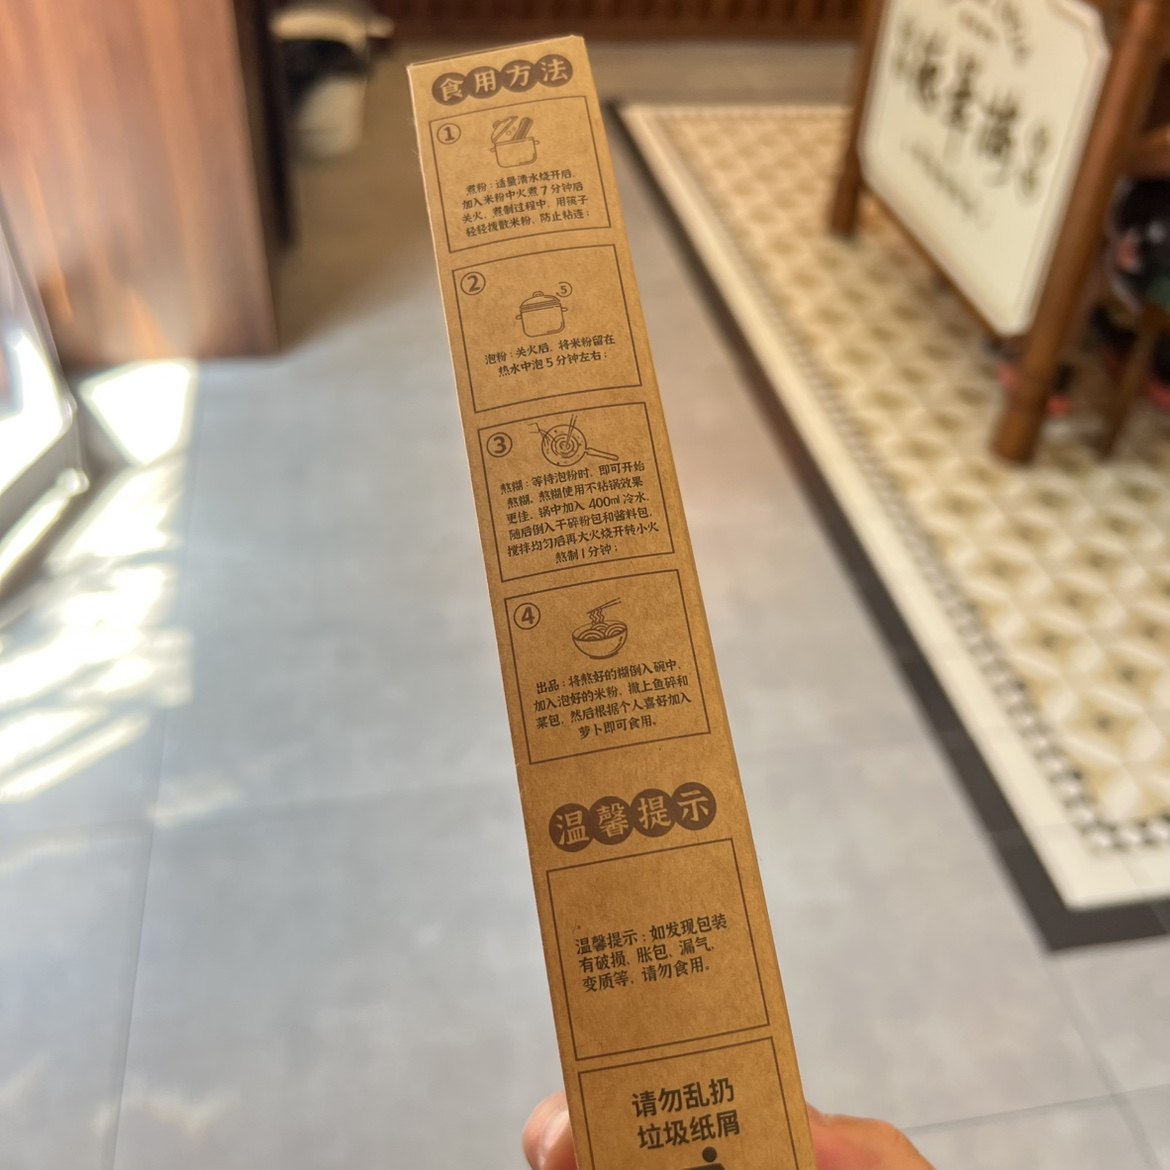 食用方法
①
煮粉：适量清水烧开后，
加入米粉中火煮7分钟后
关火，煮制过程中，用筷子
轻轻拨散米粉，防止粘连；
②
5
泡粉：关火后，将米粉留在
热水中泡5分钟左右；
③
熬糊：等待泡粉时，即可开始
熬糊，熬糊使用不粘锅效果
更佳，锅中加入400ml冷水，
随后倒入干碎粉包和酱料包，
搅拌均匀后再大火烧开转小火
熬制1分钟；
④
出品：将熬好的糊倒入碗中，
加入泡好的米粉，撒上鱼碎和
菜包，然后根据个人喜好加入
萝卜即可食用。
温馨提示
温馨提示：如发现包装
有破损、胀包、漏气、
变质等，请勿食用。
请勿乱扔
垃圾纸屑